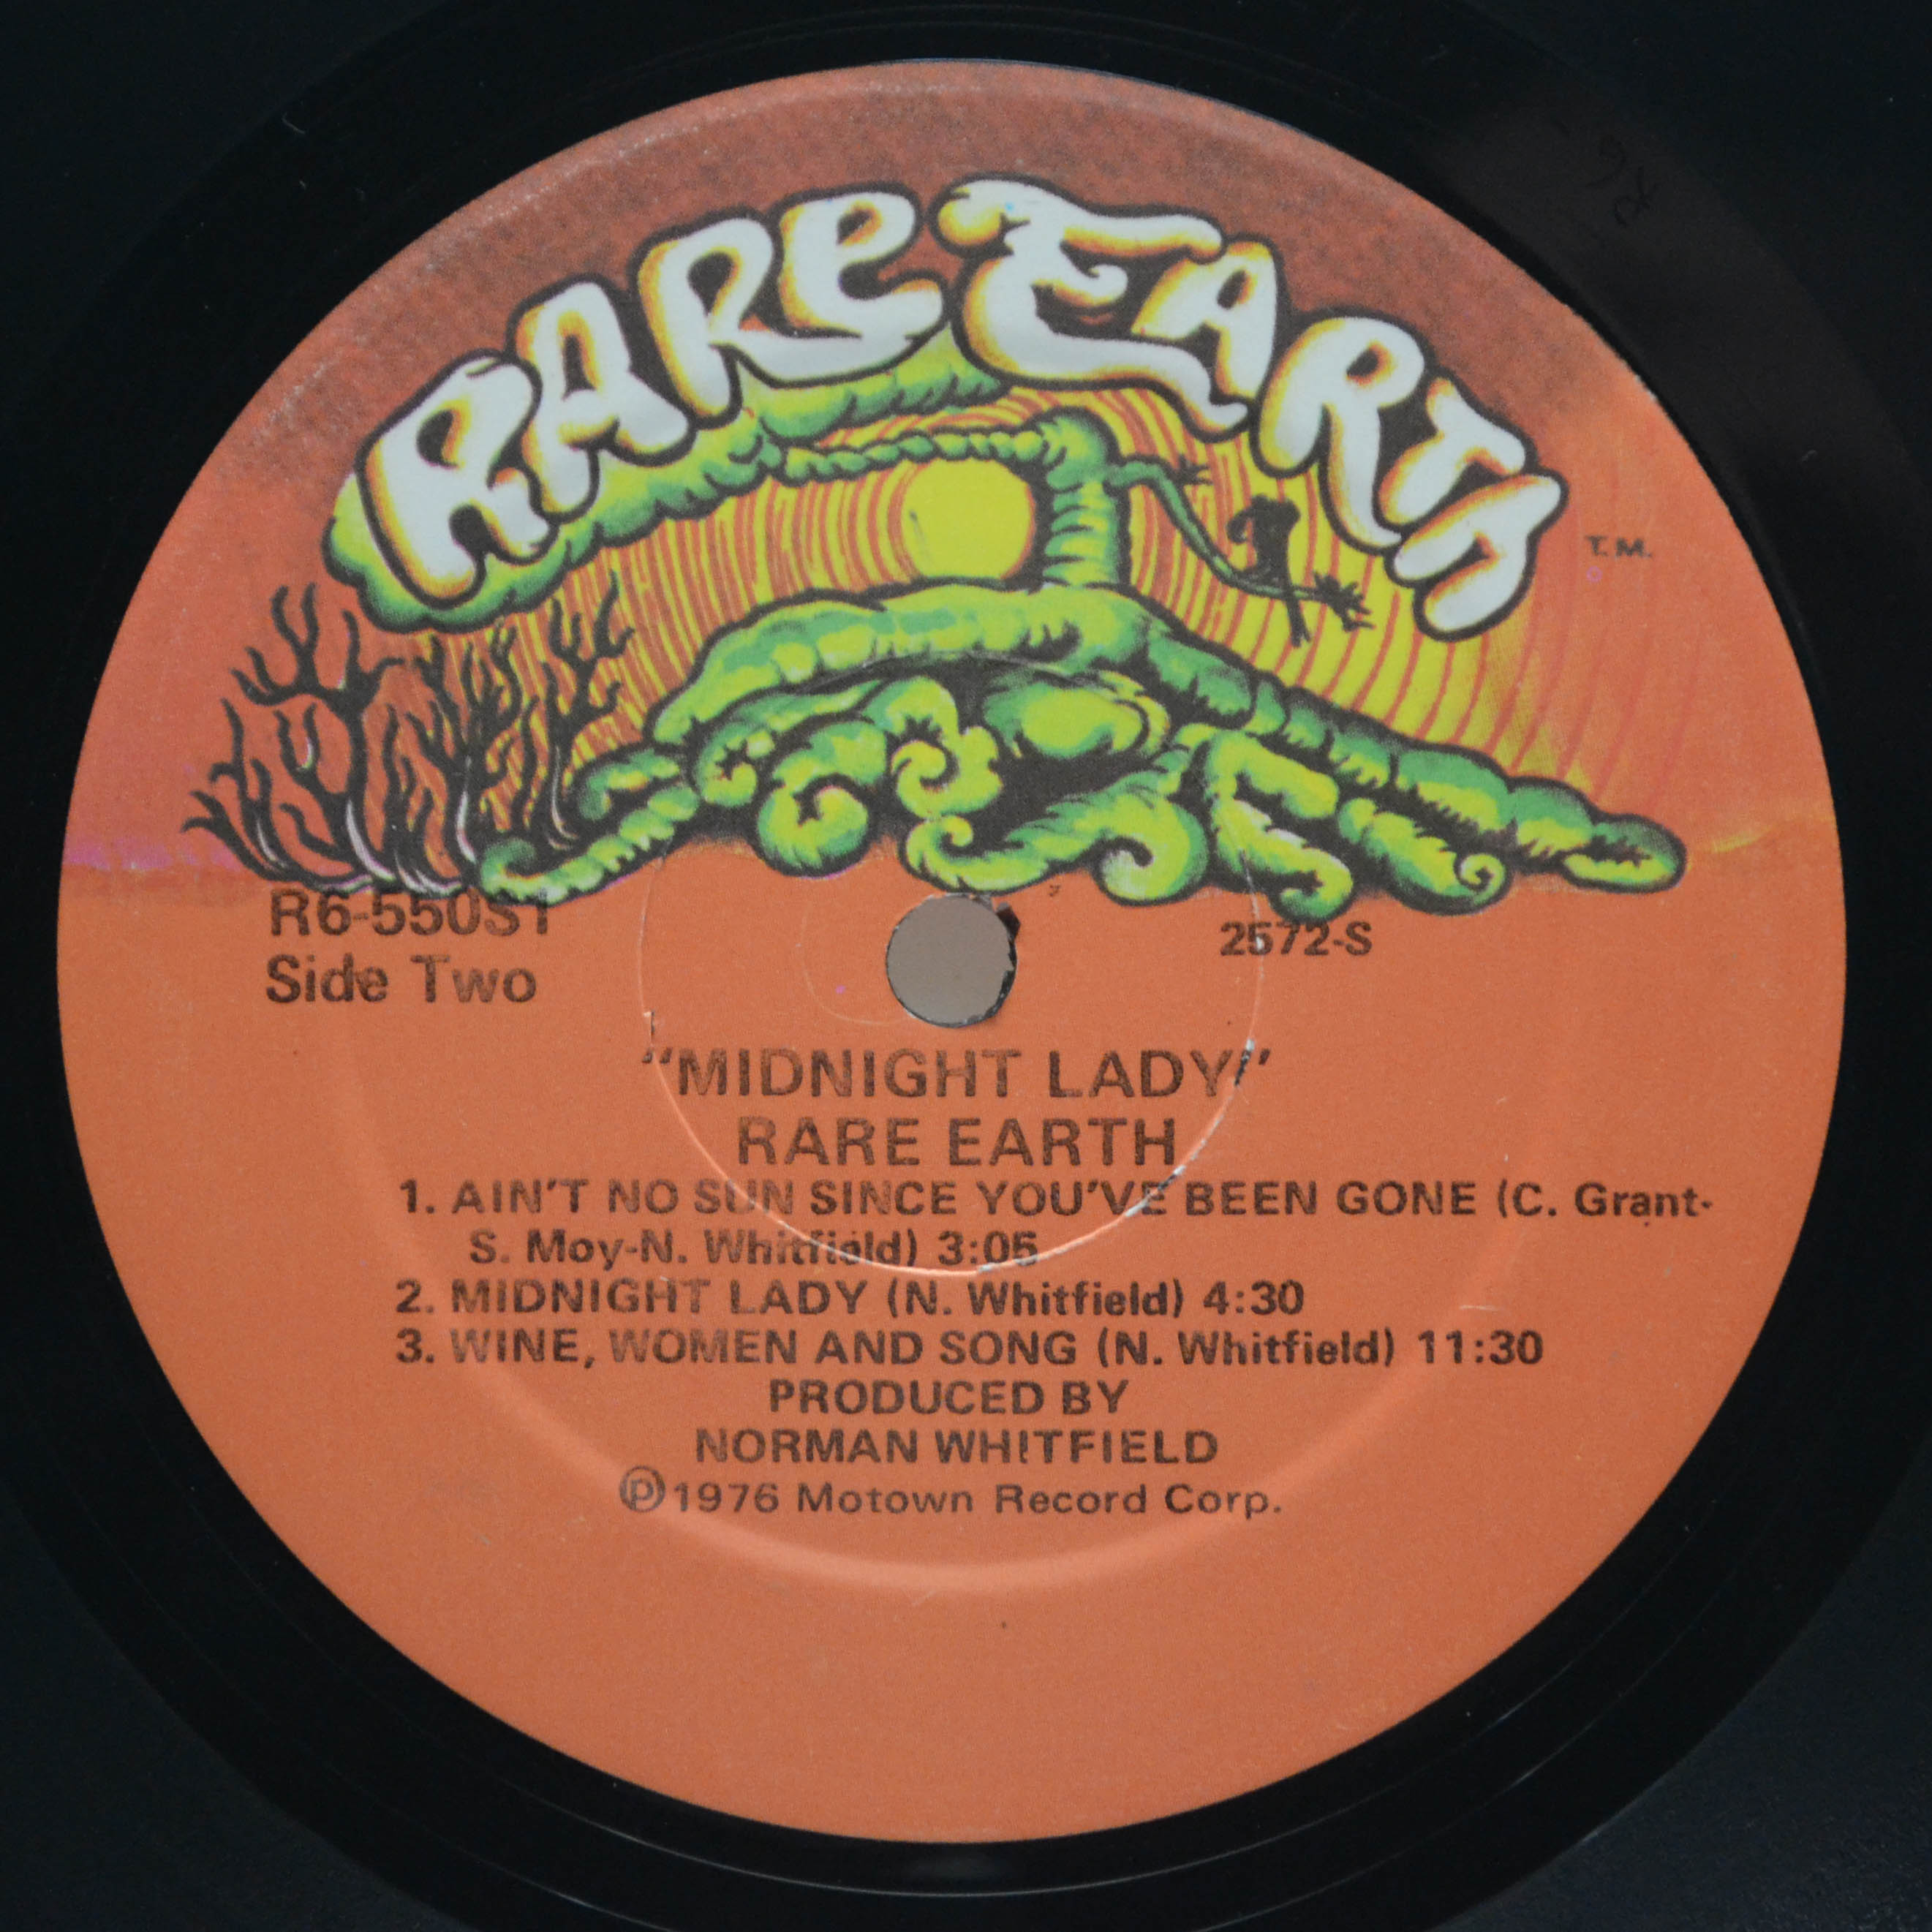 RARE EARTH
T.M.
R6-550S1
2572-S
Side Two
"MIDNIGHT LADY"
RARE EARTH
1. AIN'T NO SUN SINCE YOU'VE BEEN GONE (C. Grant-
S. Moy-N. Whitfield) 3:05
2. MIDNIGHT LADY (N. Whitfield) 4:30
3. WINE, WOMEN AND SONG (N. Whitfield) 11:30
PRODUCED BY
NORMAN WHITFIELD
℗1976 Motown Record Corp.